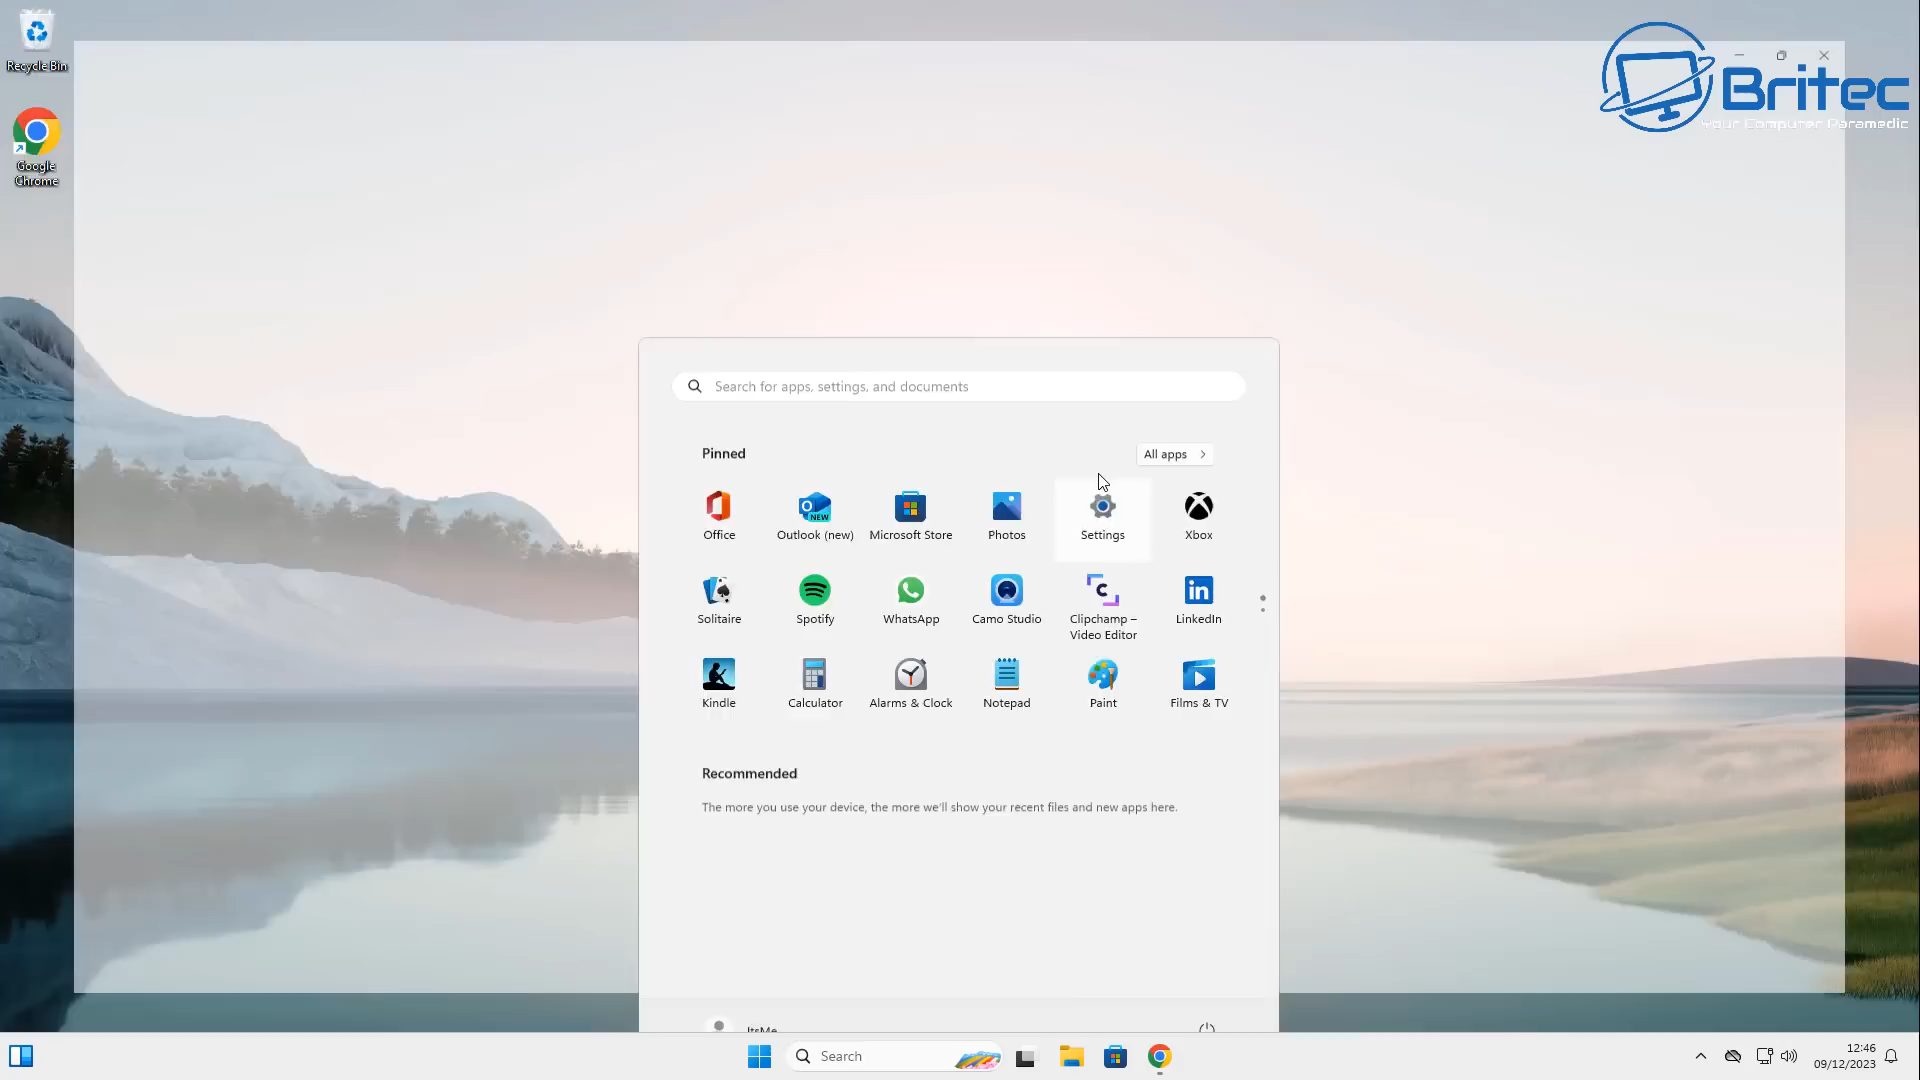 Recycle Bin
Google
Chrome
Britec
Your Computer Paramedic
Search for apps, settings, and documents
Pinned
All apps
Office
Outlook (new)
Microsoft Store
Photos
Settings
Xbox
Solitaire
Spotify
WhatsApp
Camo Studio
Clipchamp –
Video Editor
LinkedIn
Kindle
Calculator
Alarms & Clock
Notepad
Paint
Films & TV
NEW
Recommended
The more you use your device, the more we'll show your recent files and new apps here.
ItsMe
Search
12:46
09/12/2023